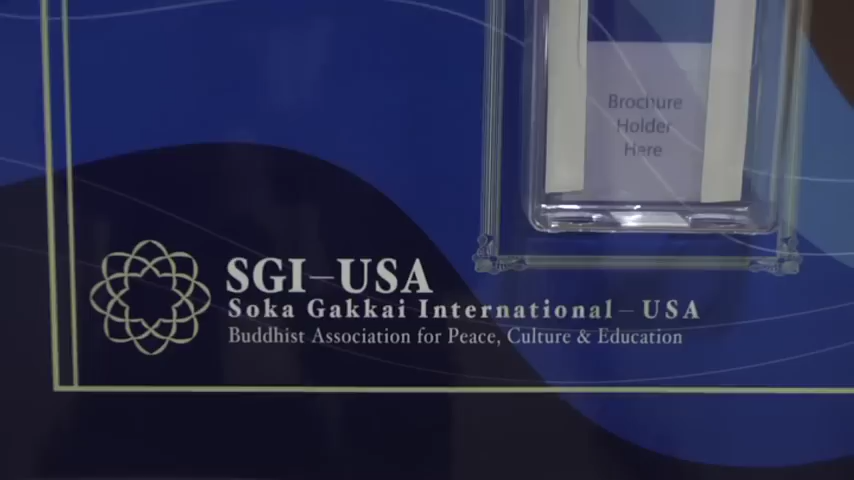 Brochure
Holder
Here
SGI–USA
Soka Gakkai International – USA
Buddhist Association for Peace, Culture & Education